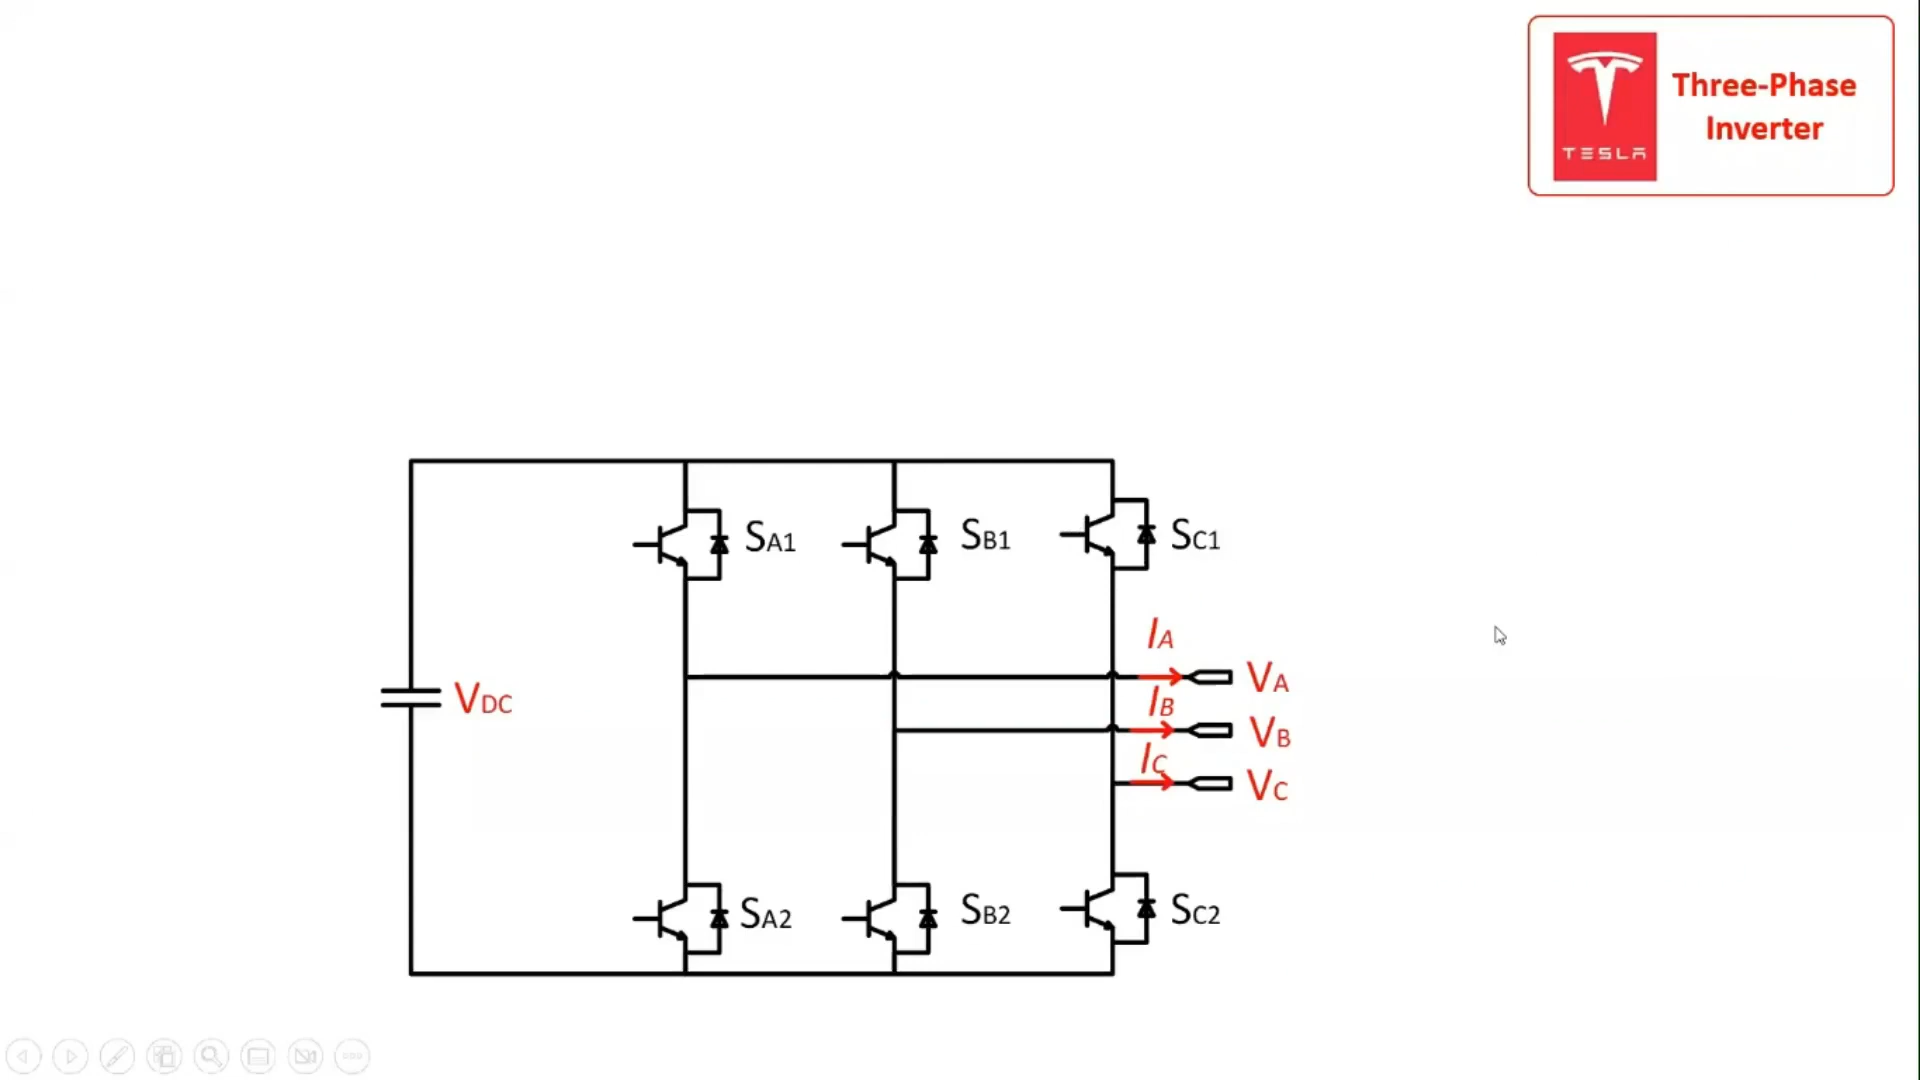 Three-Phase
Inverter
TESLA
SA1
SB1
SC1
IA
VA
IB
VB
IC
VC
VDC
SA2
SB2
SC2